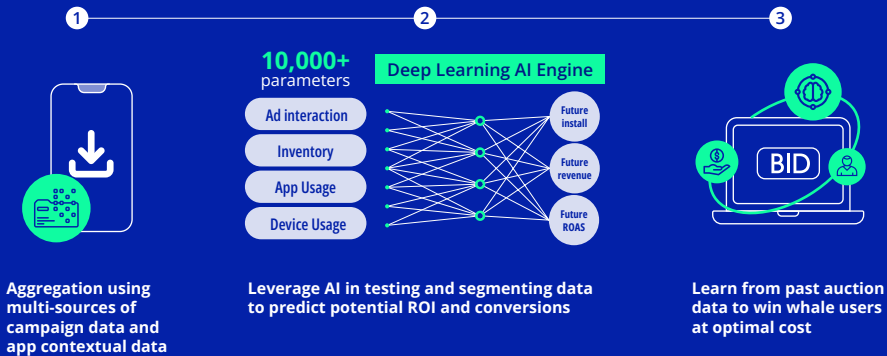 1
2
3
10,000+
parameters
Deep Learning AI Engine
Ad interaction
Inventory
App Usage
Device Usage
Future
install
Future
revenue
Future
ROAS
BID
Aggregation using
multi-sources of
campaign data and
app contextual data
Leverage AI in testing and segmenting data
to predict potential ROI and conversions
Learn from past auction
data to win whale users
at optimal cost